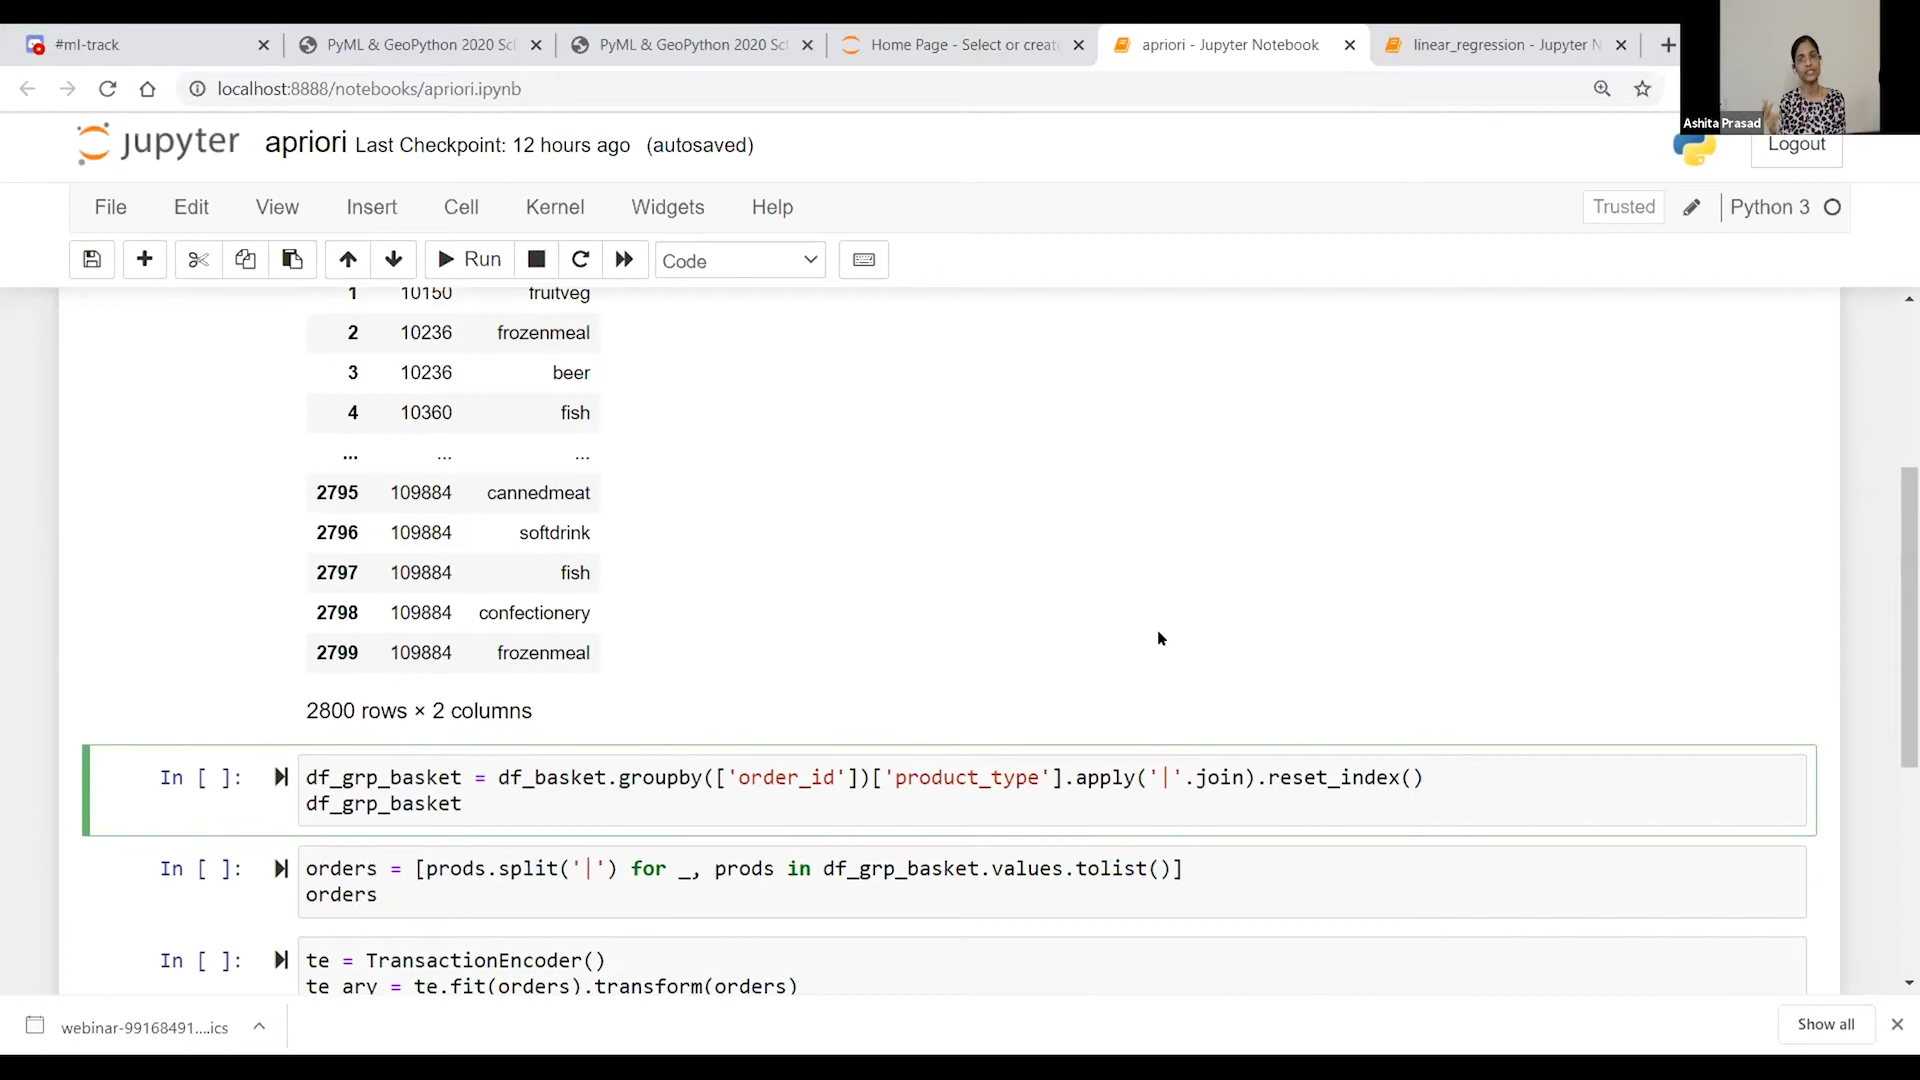 #ml-track
PyML & GeoPython 2020 Sc
PyML & GeoPython 2020 Sc
Home Page - Select or creat
apriori - Jupyter Notebook
linear_regression - Jupyter N
localhost:8888/notebooks/apriori.ipynb
Ashita Prasad
jupyter
apriori Last Checkpoint: 12 hours ago (autosaved)
Logout
File Edit View Insert Cell Kernel Widgets Help
Trusted
Python 3
Run
Code
1 10150 fruitveg
2 10236 frozenmeal
3 10236 beer
4 10360 fish
... ... ...
2795 109884 cannedmeat
2796 109884 softdrink
2797 109884 fish
2798 109884 confectionery
2799 109884 frozenmeal
2800 rows × 2 columns
In [ ]: df_grp_basket = df_basket.groupby(['order_id'])['product_type'].apply('|'.join).reset_index()
df_grp_basket
In [ ]: orders = [prods.split('|') for _, prods in df_grp_basket.values.tolist()]
orders
In [ ]: te = TransactionEncoder()
te_ary = te.fit(orders).transform(orders)
webinar-99168491....ics
Show all